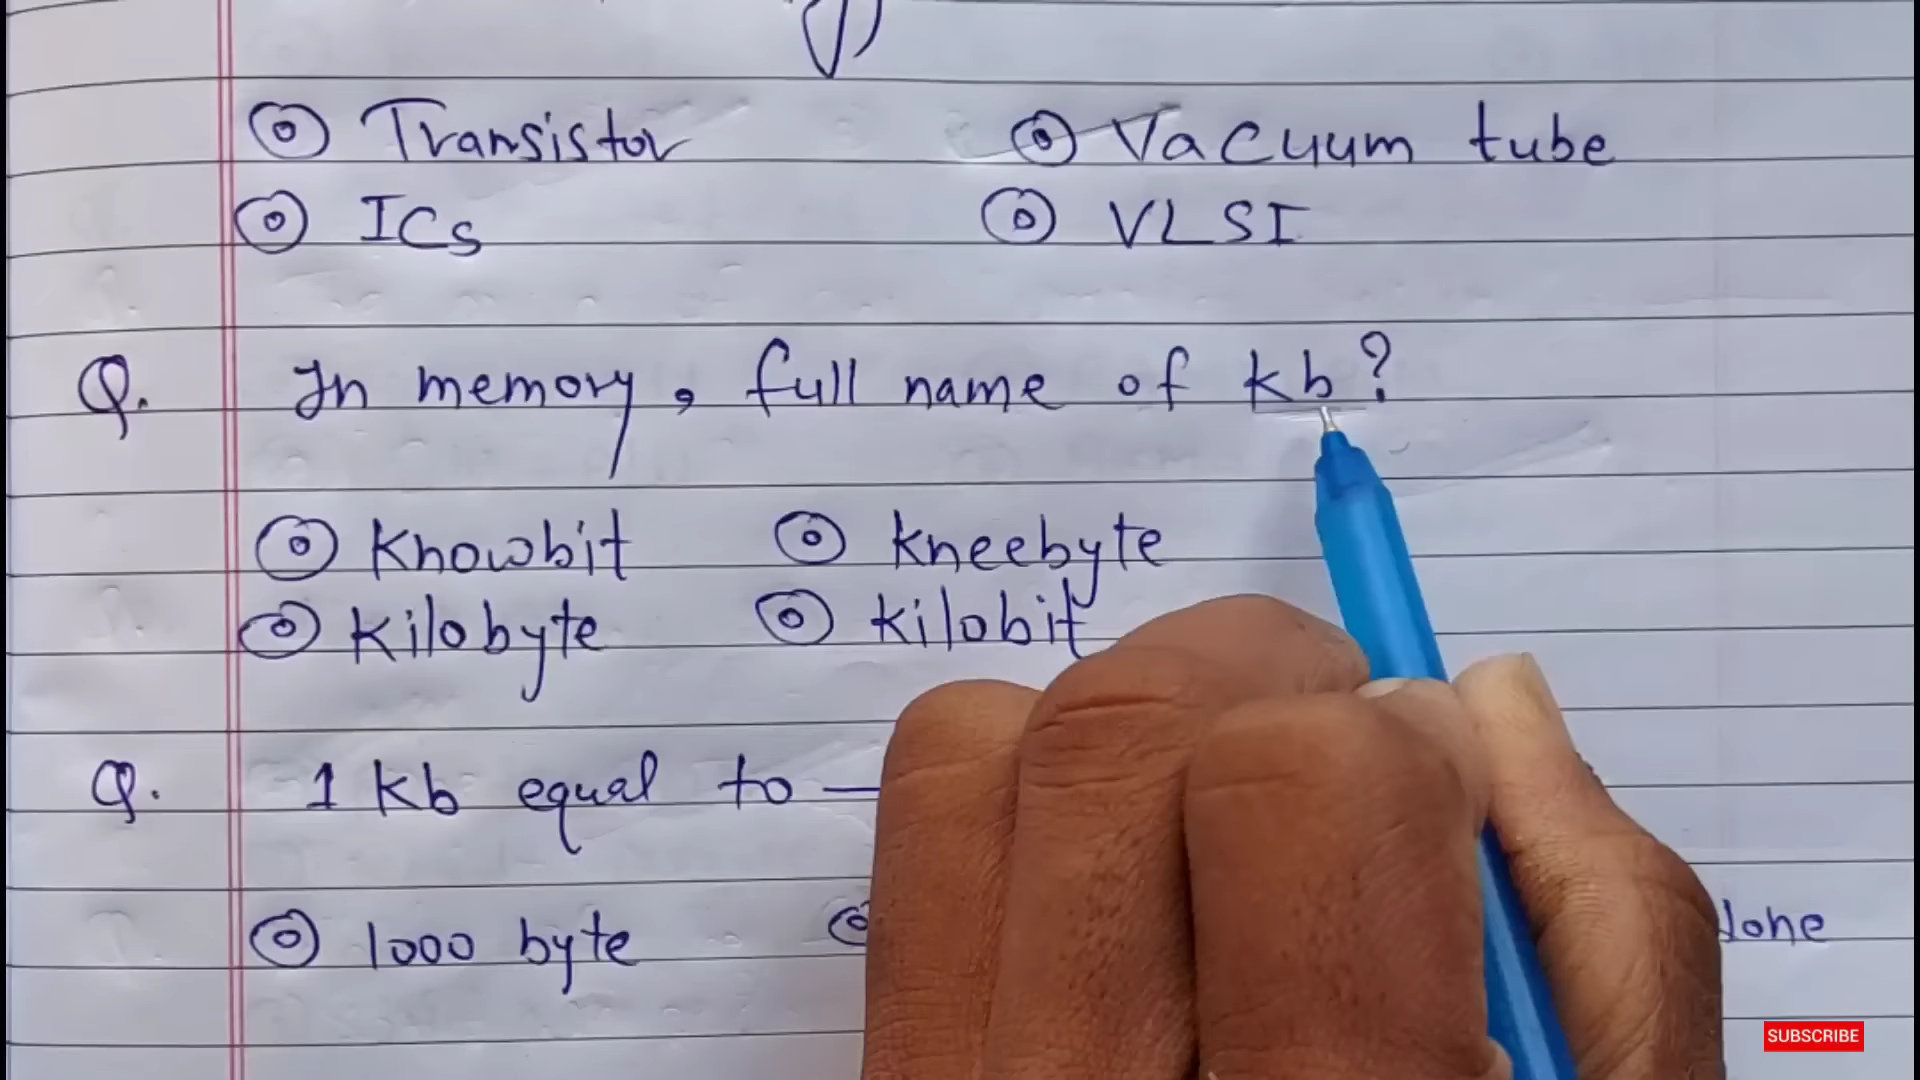 Transistor Vacuum tube
ICs VLSI
Q. In memory, full name of kb?
Knowbit kneebyte
Kilobyte kilobit
Q. 1 kb equal to —
1000 byte
SUBSCRIBE